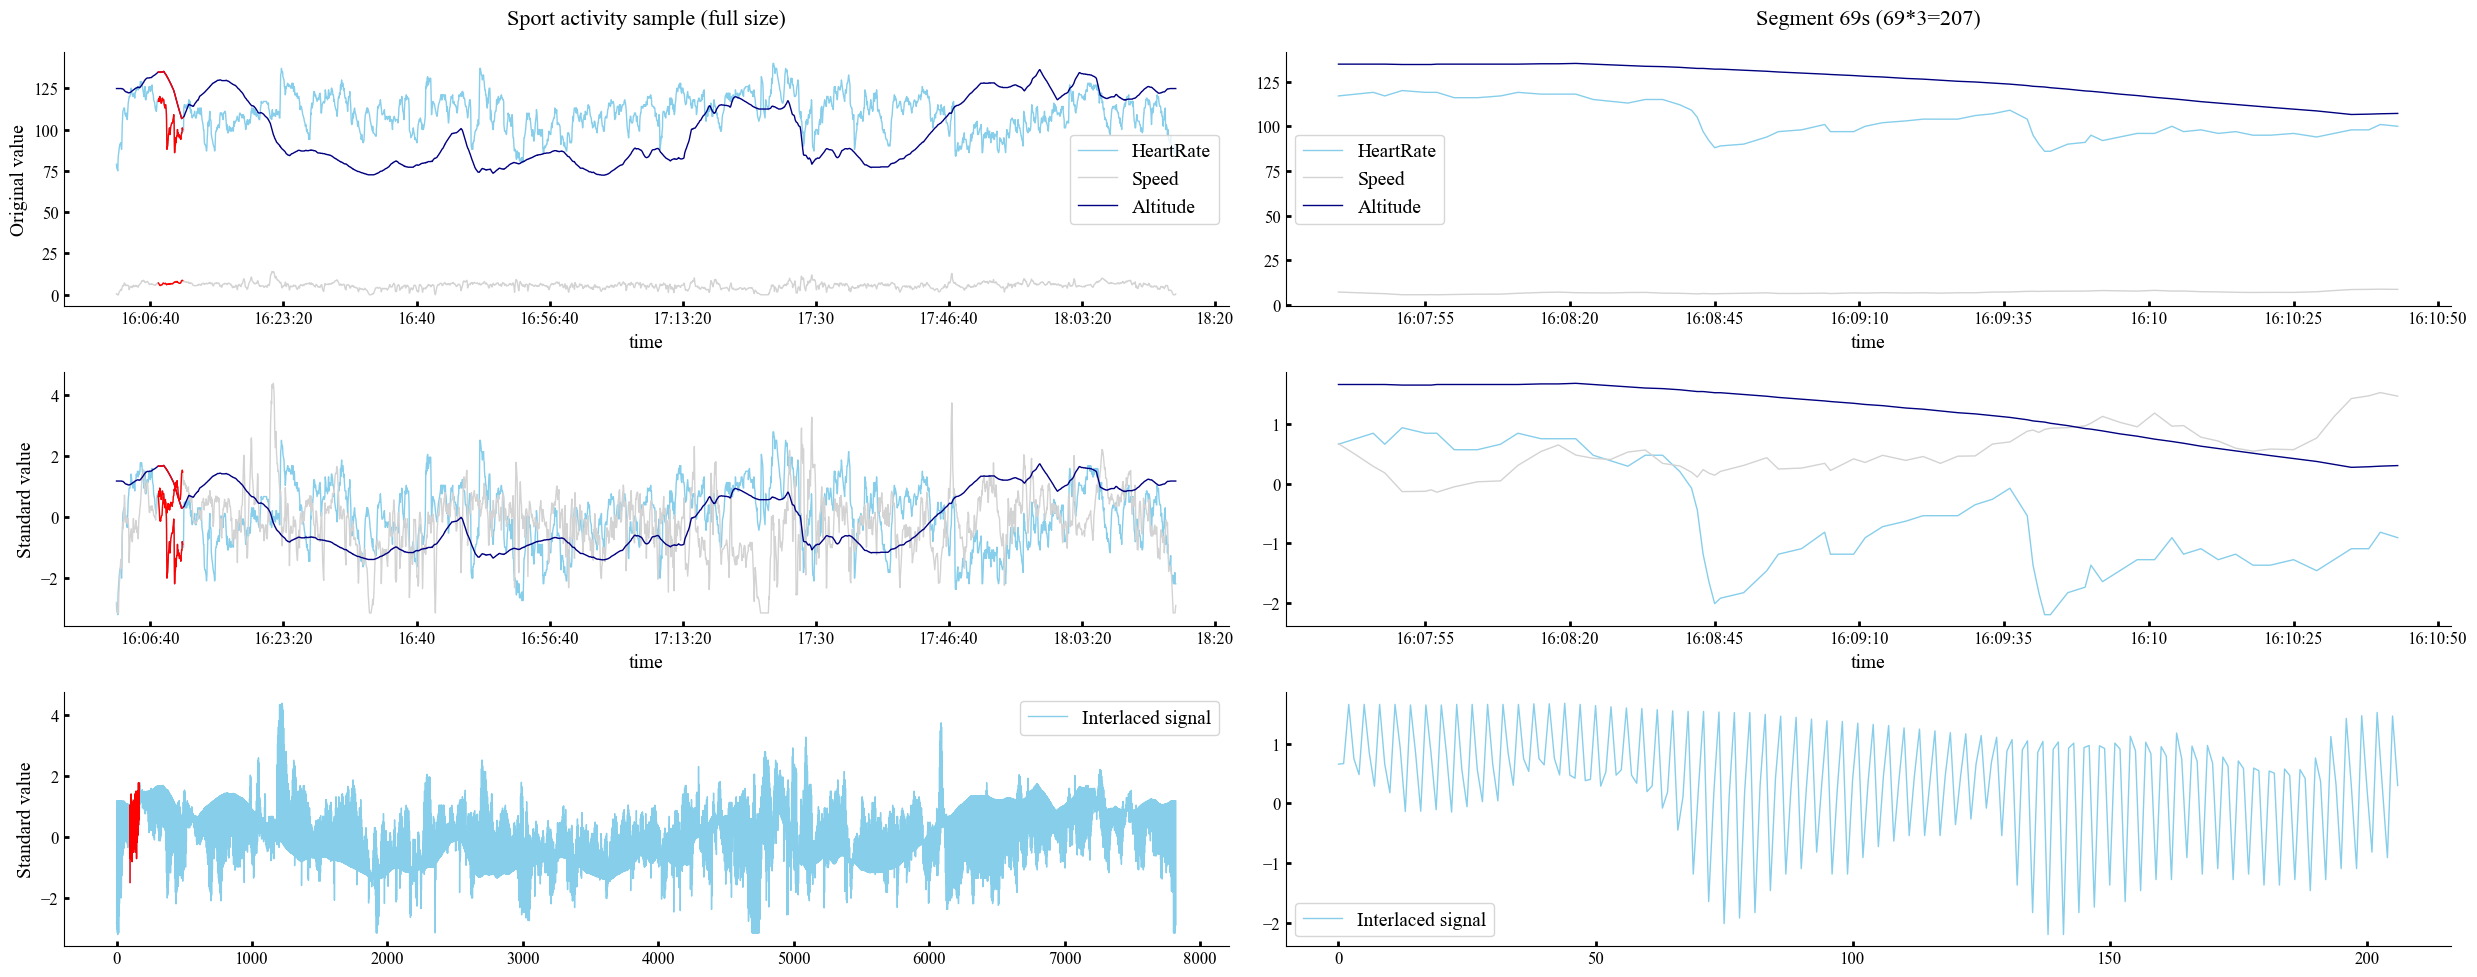 Sport activity sample (full size)
Segment 69s (69*3=207)
Original value
125
100
75
50
25
0
HeartRate
Speed
Altitude
16:06:40 16:23:20 16:40 16:56:40 17:13:20 17:30 17:46:40 18:03:20 18:20
time
125
100
75
50
25
0
HeartRate
Speed
Altitude
16:07:55 16:08:20 16:08:45 16:09:10 16:09:35 16:10 16:10:25 16:10:50
time
Standard value
4
2
0
−2
16:06:40 16:23:20 16:40 16:56:40 17:13:20 17:30 17:46:40 18:03:20 18:20
time
1
0
−1
−2
16:07:55 16:08:20 16:08:45 16:09:10 16:09:35 16:10 16:10:25 16:10:50
time
Standard value
4
2
0
−2
Interlaced signal
0 1000 2000 3000 4000 5000 6000 7000 8000
1
0
−1
−2
Interlaced signal
0 50 100 150 200